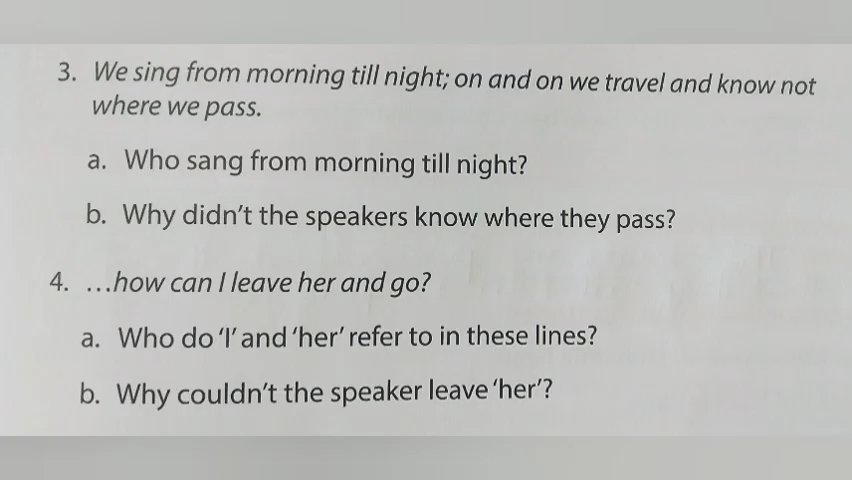 3. We sing from morning till night; on and on we travel and know not
where we pass.
a. Who sang from morning till night?
b. Why didn't the speakers know where they pass?
4. ...how can I leave her and go?
a. Who do 'I' and 'her' refer to in these lines?
b. Why couldn't the speaker leave 'her'?